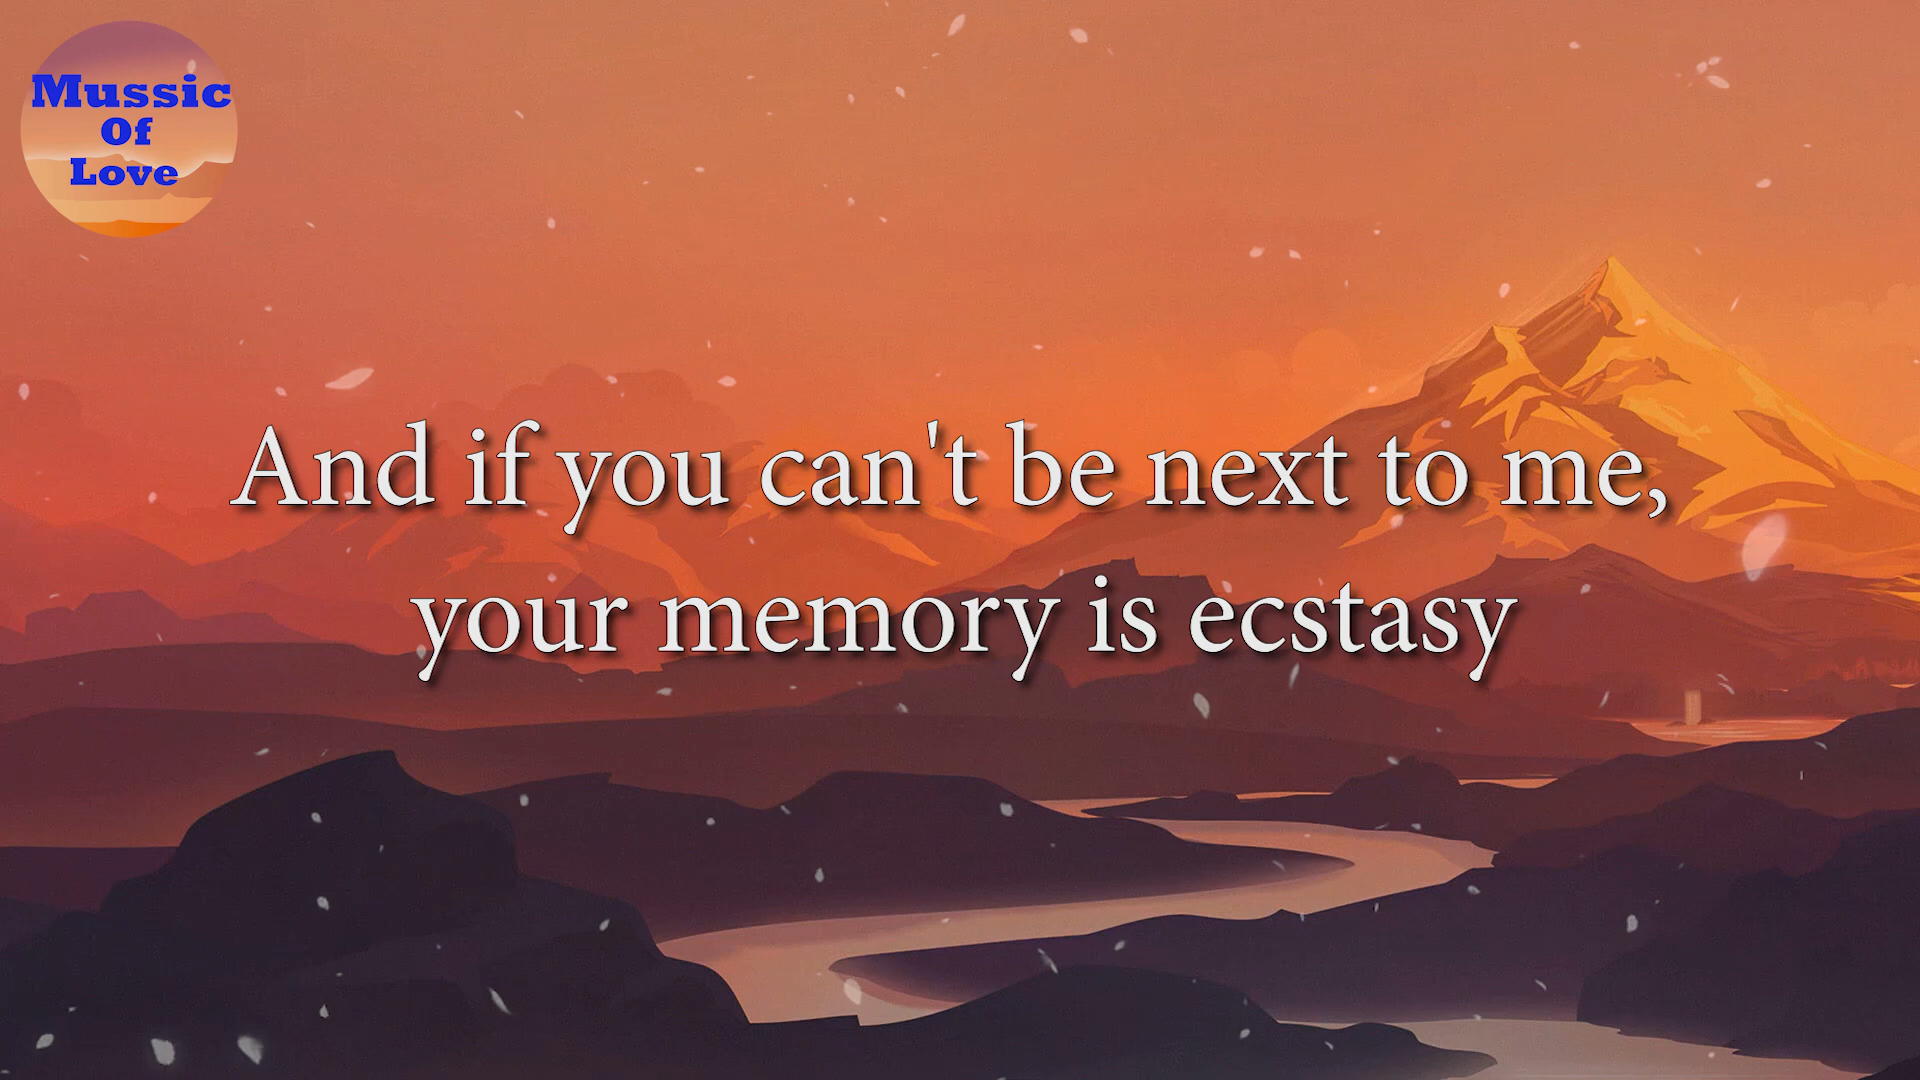 Mussic
Of
Love
And if you can't be next to me,
your memory is ecstasy